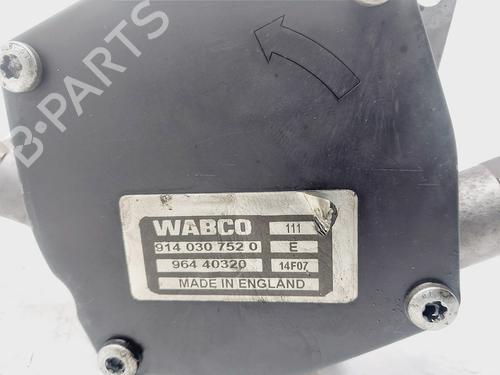 B-PARTS
WABCO 111
914 030 752 0 E
964 40320 14F07
MADE IN ENGLAND